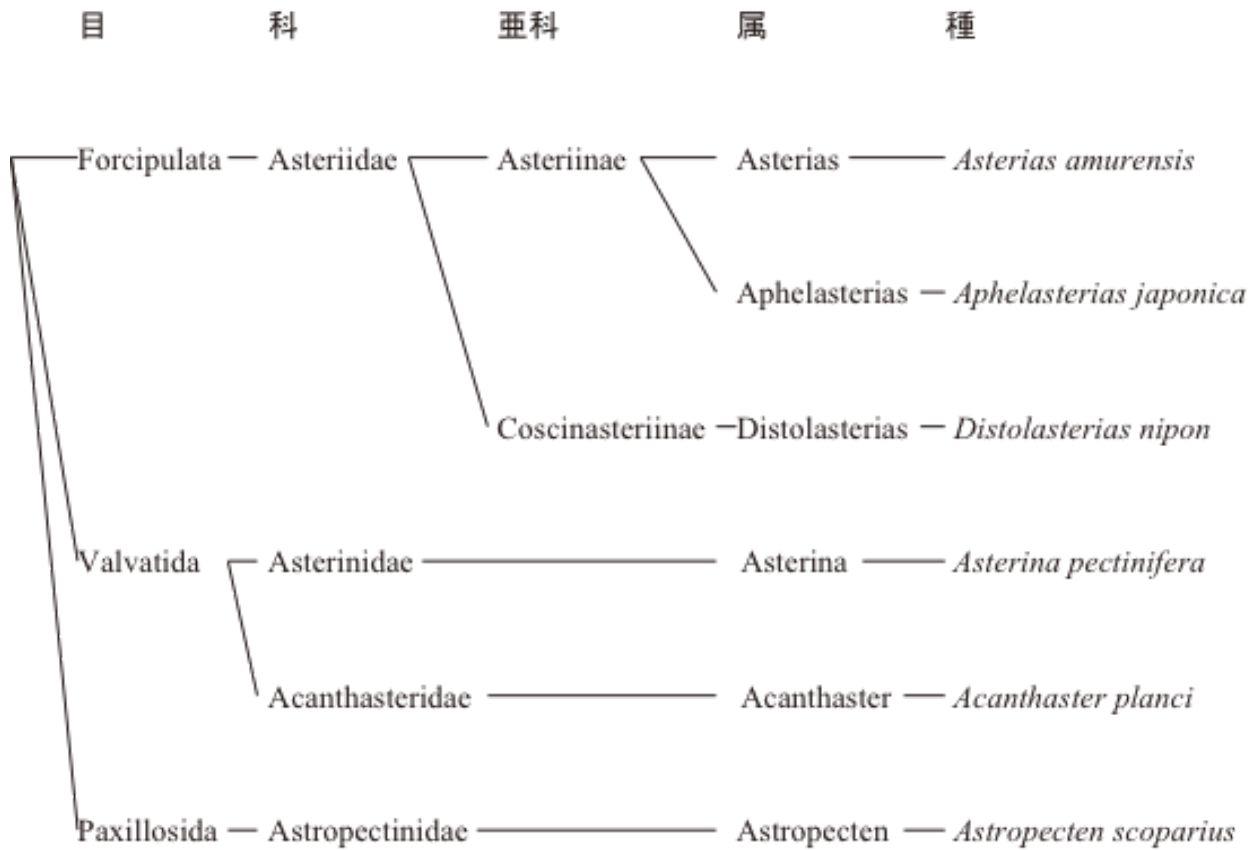 目 科 亜科 属 種
Forcipulata Asteriidae Asteriinae Asterias Asterias amurensis
Aphelasterias Aphelasterias japonica
Coscinasteriinae Distolasterias Distolasterias nipon
Valvatida Asterinidae Asterina Asterina pectinifera
Acanthasteridae Acanthaster Acanthaster planci
Paxillosida Astropectinidae Astropecten Astropecten scoparius